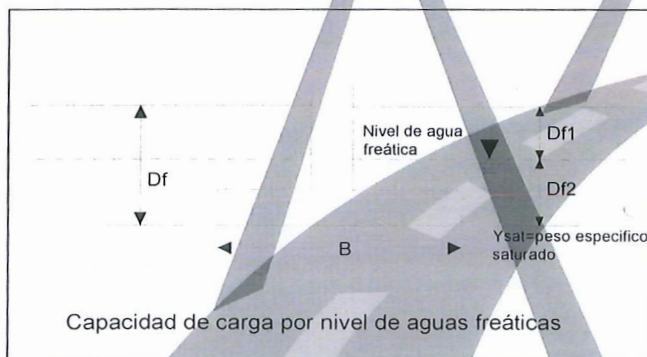 Nivel de agua
freática
Df1
Df
Df2
B
Ysat=peso especifico
saturado
Capacidad de carga por nivel de aguas freáticas